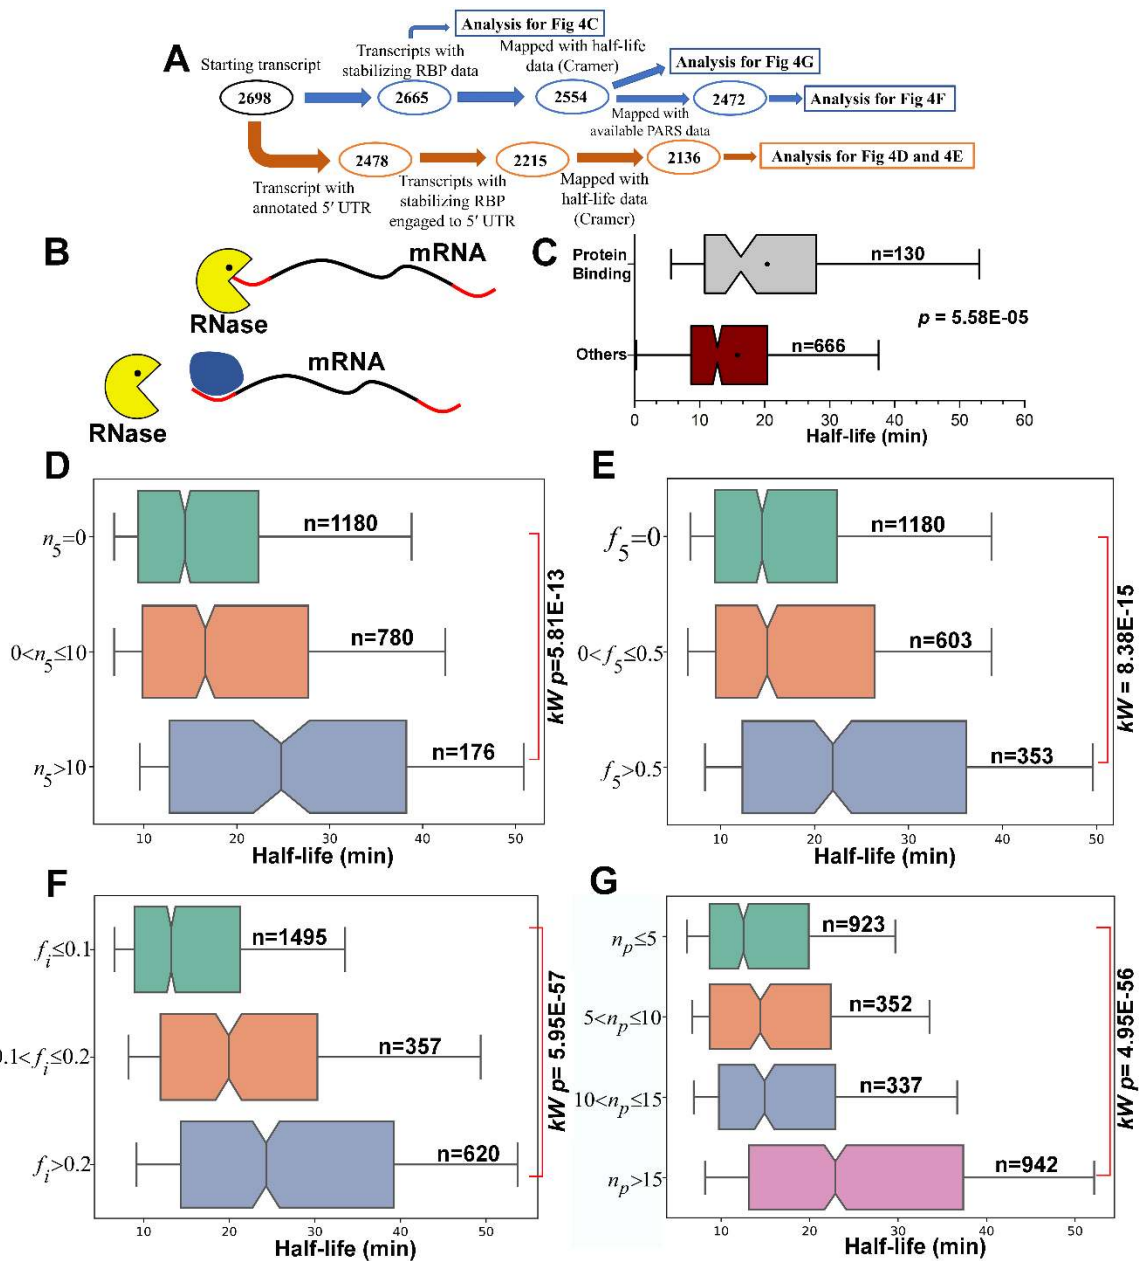 A
Starting transcript
2698
Transcripts with
stabilizing RBP data
2665
Analysis for Fig 4C
Mapped with half-life
data (Cramer)
2554
Analysis for Fig 4G
Mapped with
available PARS data
2472
Analysis for Fig 4F
Transcript with
annotated 5′ UTR
2478
Transcripts with
stabilizing RBP
engaged to 5′ UTR
2215
Mapped with
half-life data
(Cramer)
2136
Analysis for Fig 4D and 4E
B
mRNA
RNase
mRNA
RNase
C
Protein
Binding
n=130
p = 5.58E-05
Others
n=666
0 10 20 30 40 50 60
Half-life (min)
D
n5=0
n=1180
0<n5≤10
n=780
n5>10
n=176
kW p=5.81E-13
10 20 30 40 50
Half-life (min)
E
f5=0
n=1180
0<f5≤0.5
n=603
f5>0.5
n=353
kW = 8.38E-15
10 20 30 40 50
Half-life (min)
F
fi≤0.1
n=1495
0.1<fi≤0.2
n=357
fi>0.2
n=620
kW p= 5.95E-57
10 20 30 40 50
Half-life (min)
G
np≤5
n=923
5<np≤10
n=352
10<np≤15
n=337
np>15
n=942
kW p= 4.95E-56
10 20 30 40 50
Half-life (min)